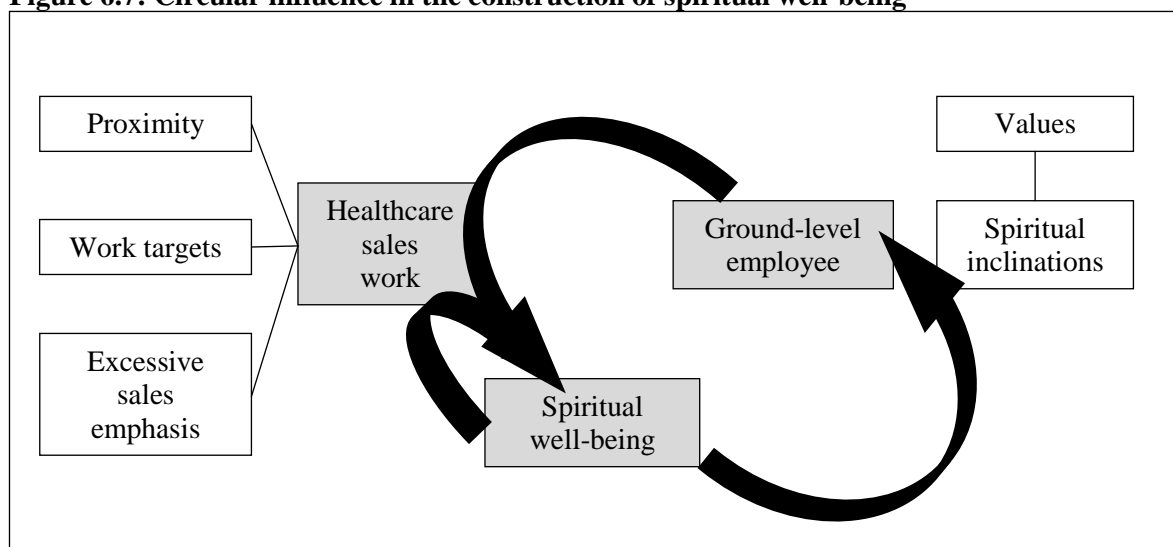 Figure 6.7: Circular influence in the construction of spiritual well-being
Proximity
Work targets
Excessive
sales
emphasis
Healthcare
sales
work
Spiritual
well-being
Ground-level
employee
Values
Spiritual
inclinations